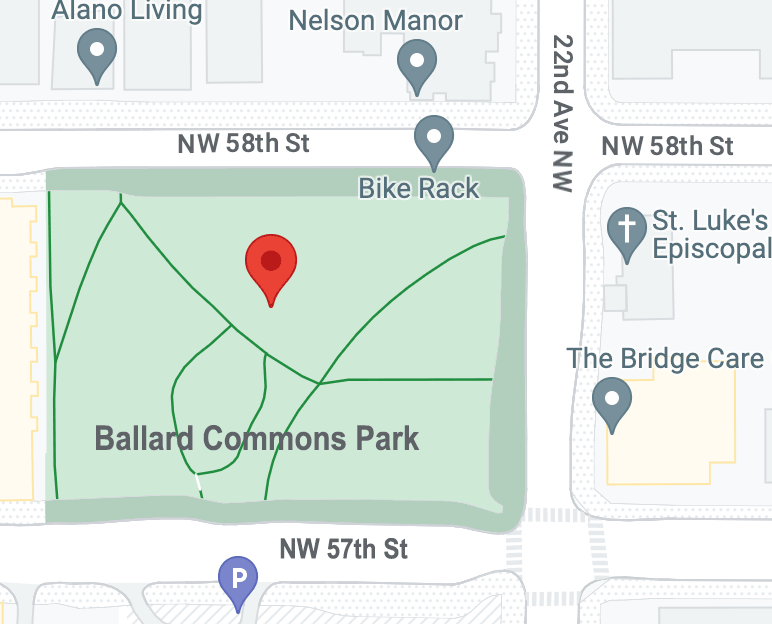 Alano Living
Nelson Manor
22nd Ave NW
NW 58th St
NW 58th St
Bike Rack
St. Luke's
Episcopal
The Bridge Care
Ballard Commons Park
NW 57th St
P